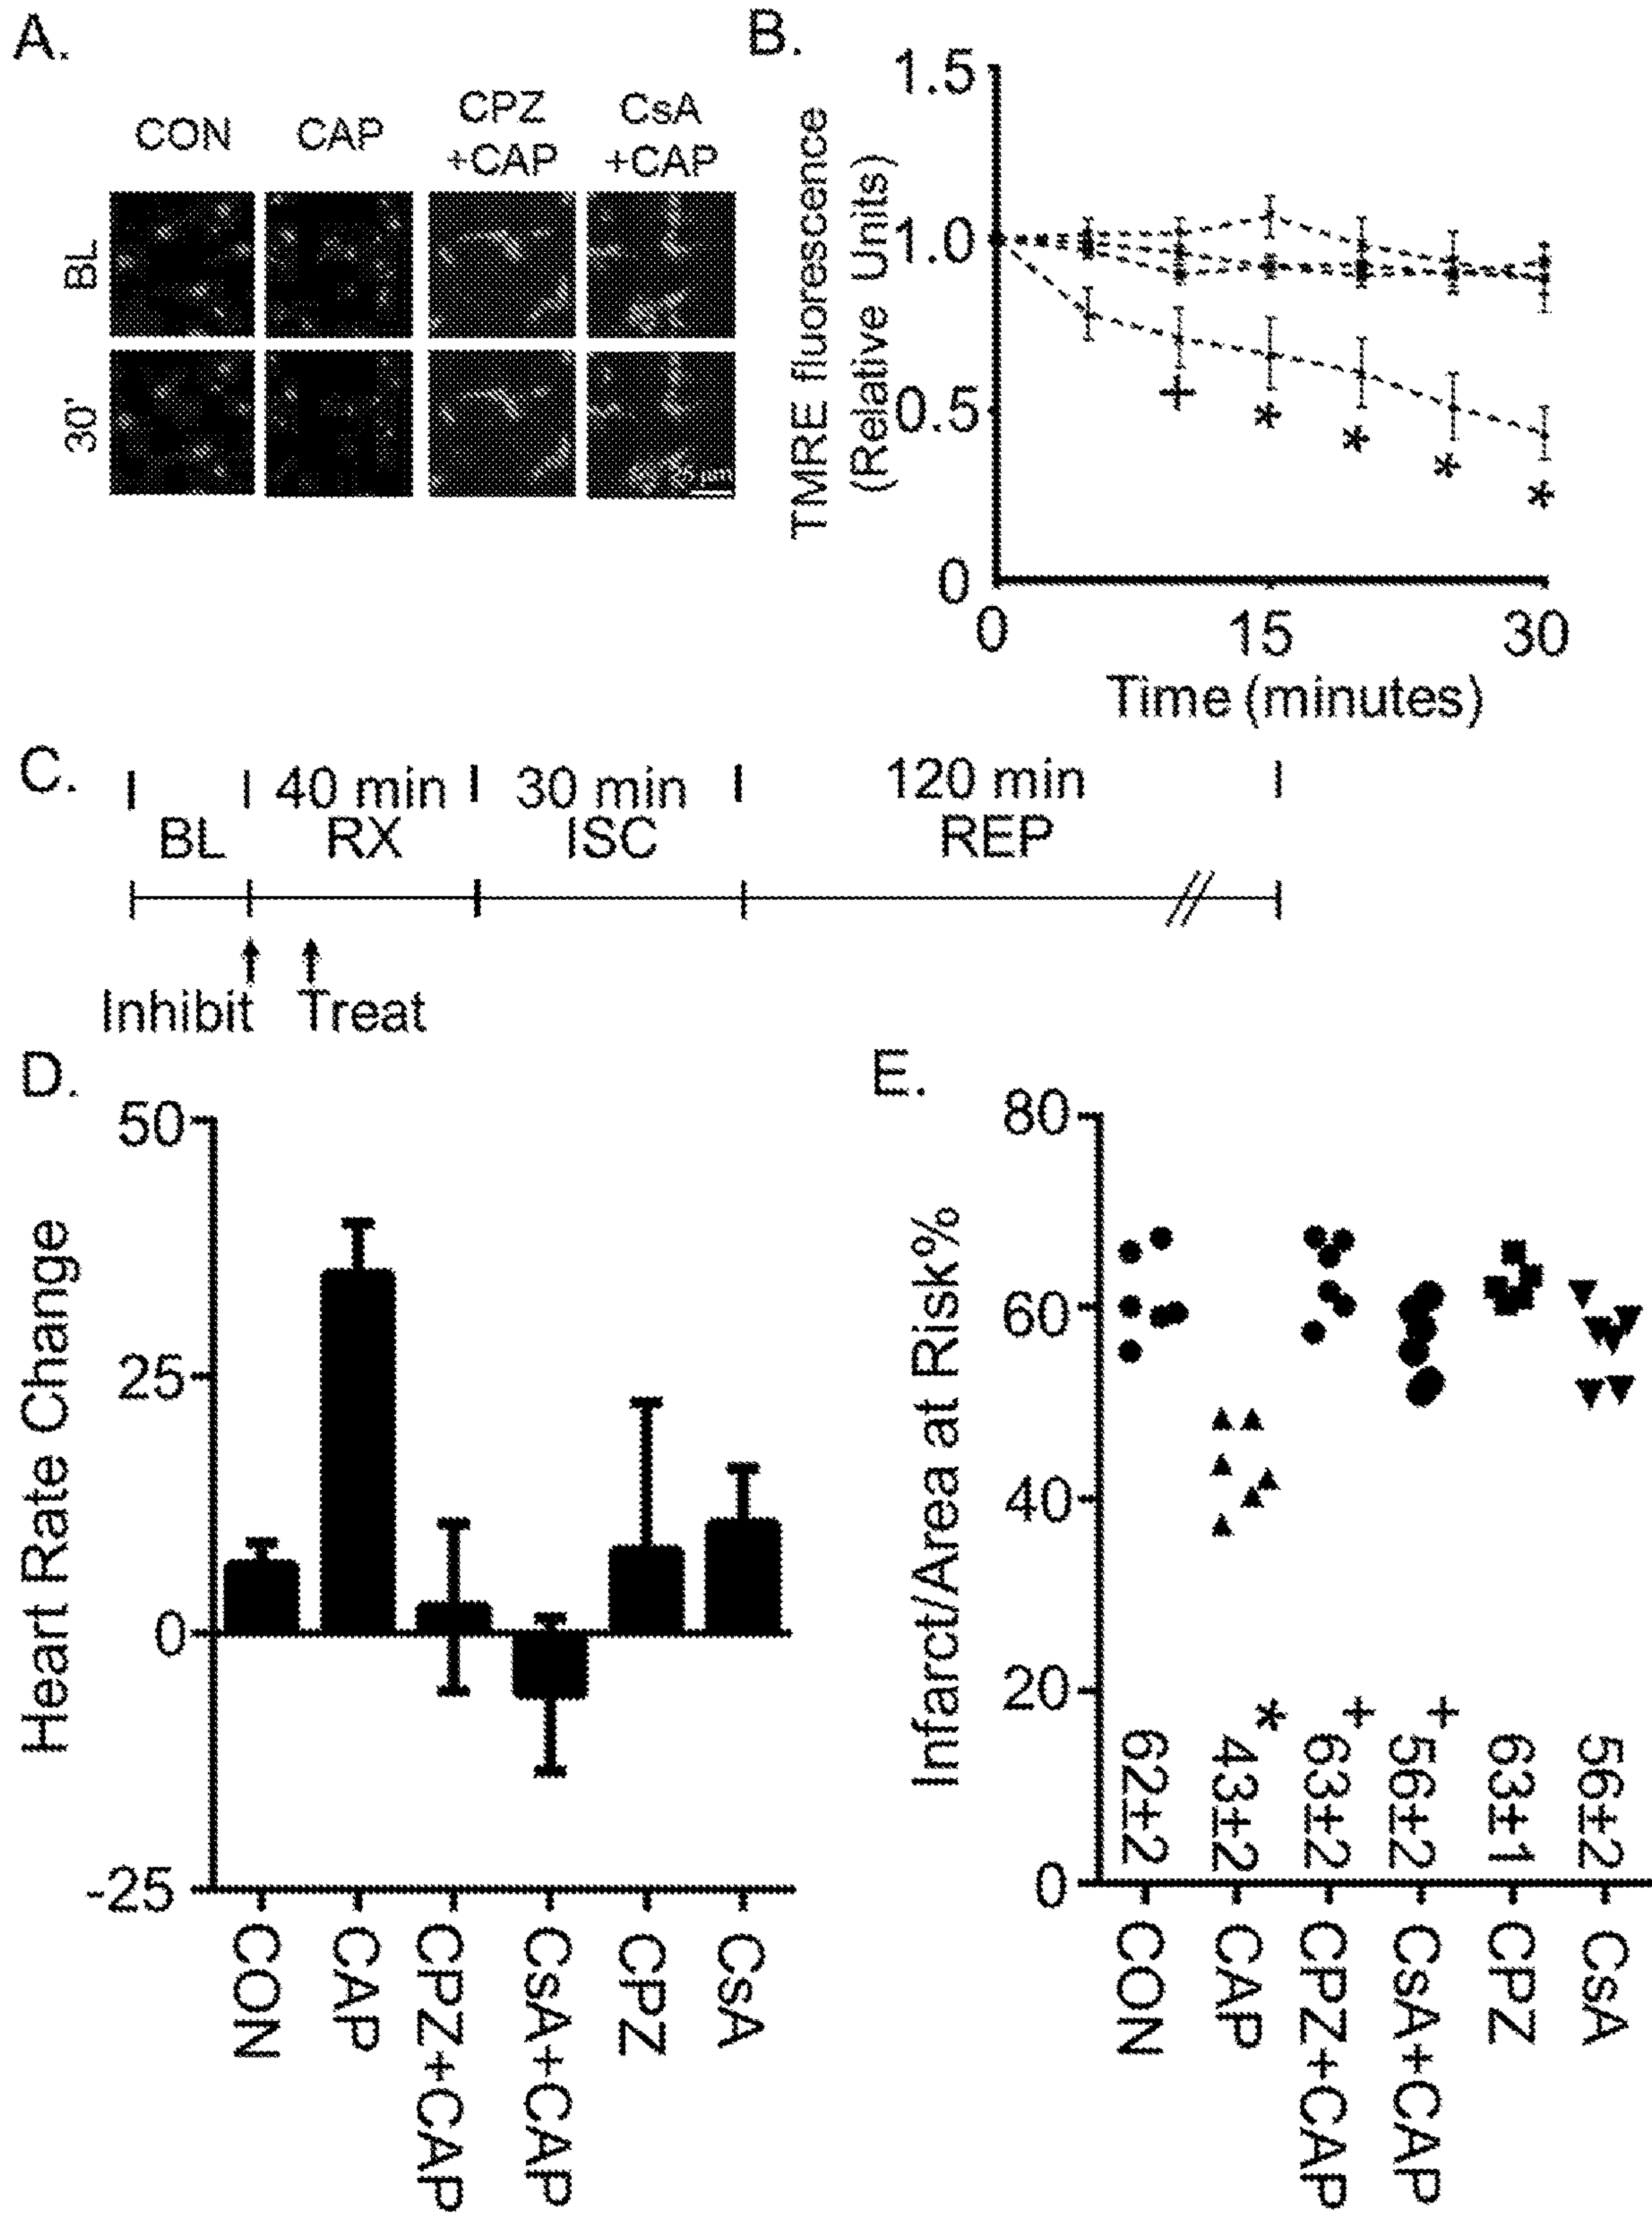 A.
CON
CAP
CPZ
+CAP
CsA
+CAP
BL
30'
5 µm
B.
TMRE fluorescence
(Relative Units)
1.5
1.0
0.5
0
+
*
*
*
*
0
15
30
Time (minutes)
C.
40 min
30 min
120 min
BL
RX
ISC
REP
Inhibit
Treat
D.
Heart Rate Change
50
25
0
-25
CON
CAP
CPZ+CAP
CsA+CAP
CPZ
CsA
E.
Infarct/Area at Risk%
80
60
40
20
0
*
+
+
62±2
43±2
63±2
56±2
63±1
56±2
CON
CAP
CPZ+CAP
CsA+CAP
CPZ
CsA